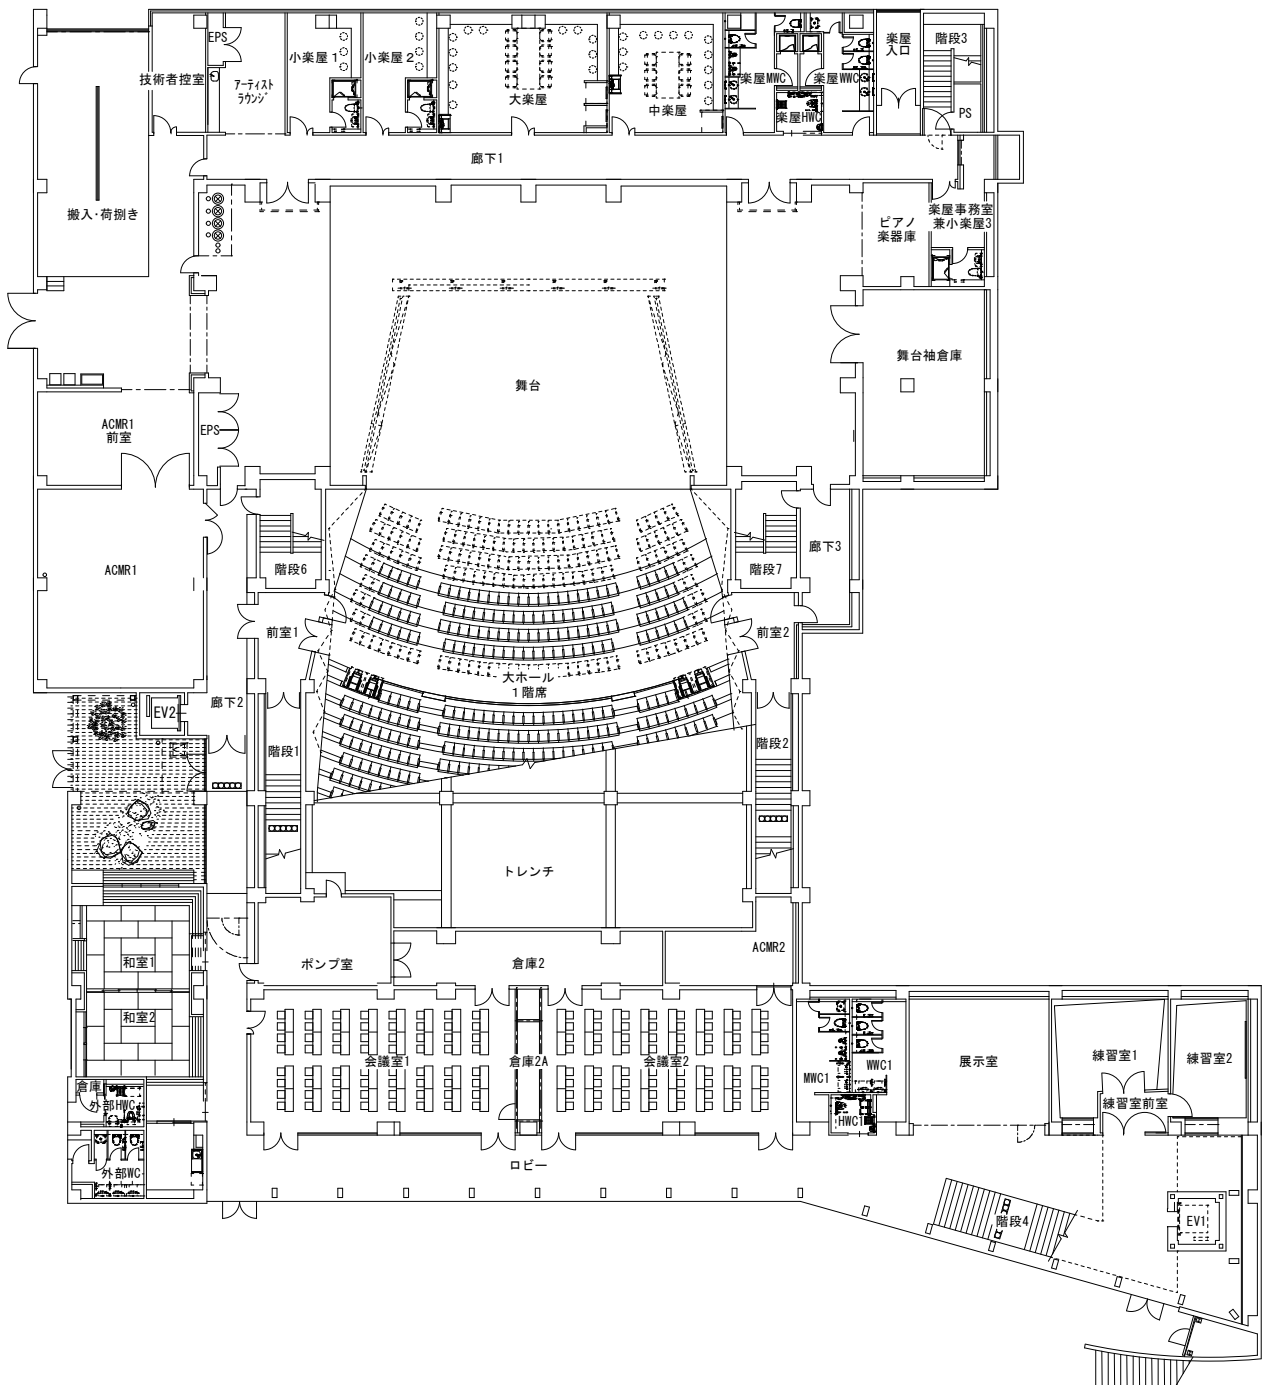 EPS
技術者控室
アーティスト
ラウンジ
小楽屋1
小楽屋2
大楽屋
中楽屋
楽屋MWC
楽屋WWC
楽屋HWC
楽屋
入口
階段3
PS
廊下1
搬入・荷捌き
ピアノ
楽器庫
楽屋事務室
兼小楽屋3
舞台
舞台袖倉庫
ACMR1
前室
EPS
ACMR1
階段6
階段7
廊下3
前室1
前室2
大ホール
1階席
EV2
廊下2
階段1
階段2
トレンチ
和室1
和室2
ポンプ室
倉庫2
ACMR2
会議室1
倉庫2A
会議室2
MWC1
WWC1
HWC1
展示室
練習室1
練習室2
練習室前室
倉庫
外部HWC
外部WC
ロビー
階段4
EV1